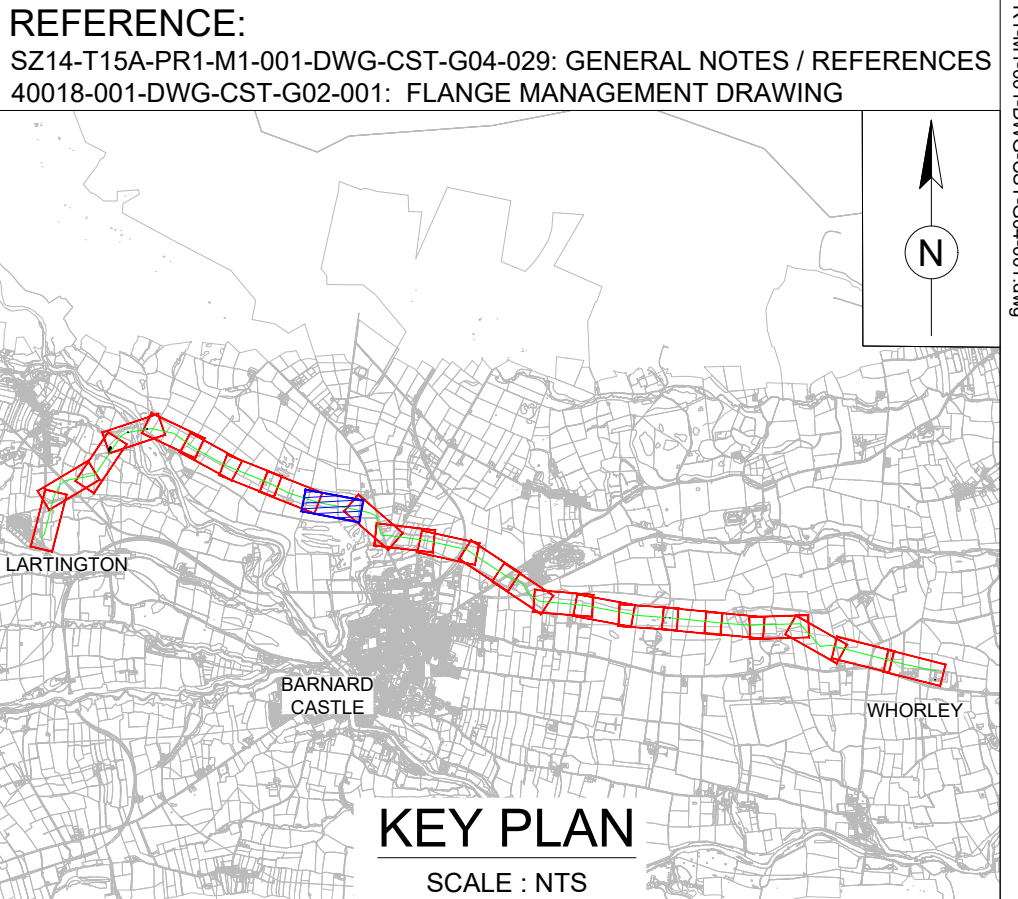 REFERENCE:
SZ14-T15A-PR1-M1-001-DWG-CST-G04-029: GENERAL NOTES / REFERENCES
40018-001-DWG-CST-G02-001: FLANGE MANAGEMENT DRAWING
N
LARTINGTON
BARNARD
CASTLE
WHORLEY
KEY PLAN
SCALE : NTS